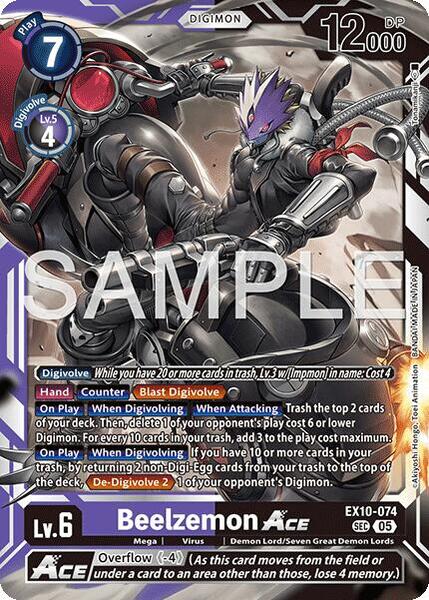 DIGIMON
Play
7
12000 DP
Digivolve
Lv.5
4
SAMPLE
Digivolve While you have 20 or more cards in trash, Lv.3 w/ [Impmon] in name: Cost 4
Hand Counter Blast Digivolve
On Play When Digivolving When Attacking Trash the top 2 cards
of your deck. Then, delete 1 of your opponent's play cost 6 or lower
Digimon. For every 10 cards in your trash, add 3 to the play cost maximum.
On Play When Digivolving If you have 10 or more cards in your
trash, by returning 2 non-Digi-Egg cards from your trash to the top of
the deck, De-Digivolve 2 1 of your opponent's Digimon.
BANDAI MADE IN JAPAN
©Akiyoshi Hongo, Toei Animation
EX10-074
Lv.6
Beelzemon ACE
SEC 05
Mega Virus Demon Lord/Seven Great Demon Lords
ACE Overflow 《-4》 (As this card moves from the field or
under a card to an area other than those, lose 4 memory.)